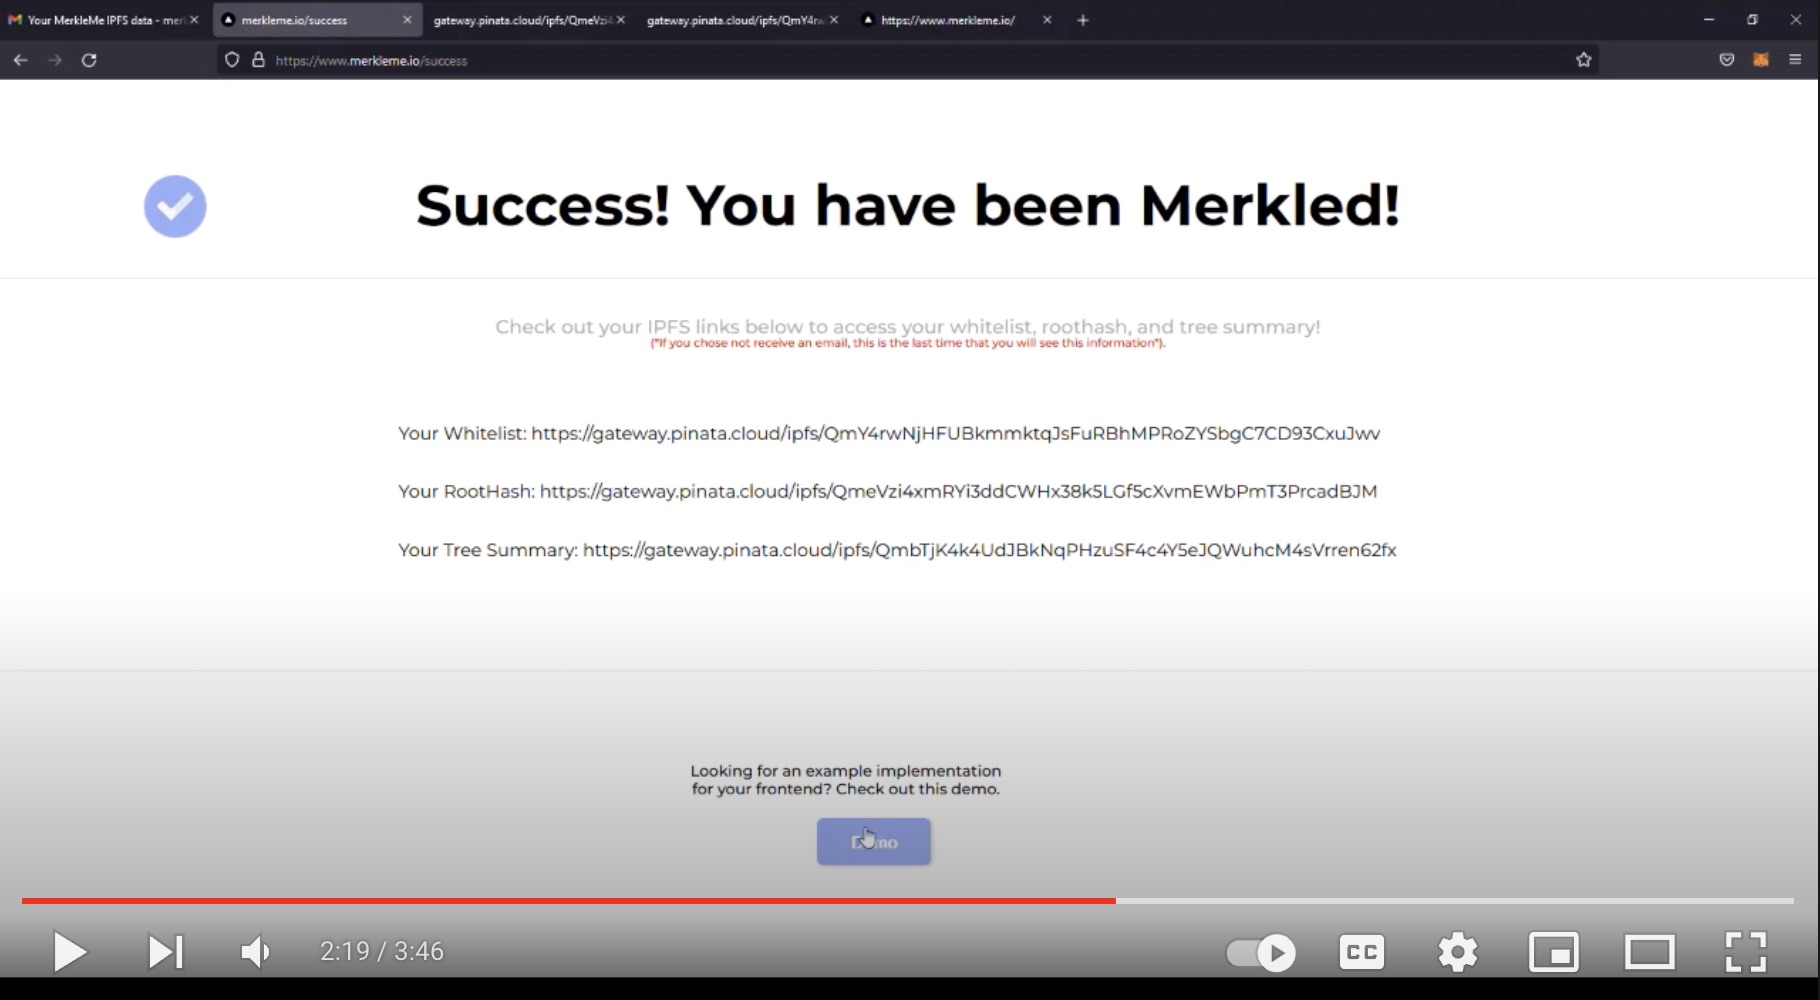 Your MerkleMe IPFS data - mer
merkleme.io/success
gateway.pinata.cloud/ipfs/QmeVzi4
gateway.pinata.cloud/ipfs/QmY4rw
https://www.merkleme.io/
https://www.merkleme.io/success
Success! You have been Merkled!
Check out your IPFS links below to access your whitelist, roothash, and tree summary!
("If you chose not receive an email, this is the last time that you will see this information").
Your Whitelist: https://gateway.pinata.cloud/ipfs/QmY4rwNjHFUBkmmktqJsFuRBhMPRoZYSbgC7CD93CxuJwv
Your RootHash: https://gateway.pinata.cloud/ipfs/QmeVzi4xmRYi3ddCWHx38k5LGf5cXvmEWbPmT3PrcadBJM
Your Tree Summary: https://gateway.pinata.cloud/ipfs/QmbTjK4k4UdJBkNqPHzuSF4c4Y5eJQWuhcM4sVrren62fx
Looking for an example implementation
for your frontend? Check out this demo.
Demo
2:19 / 3:46
CC